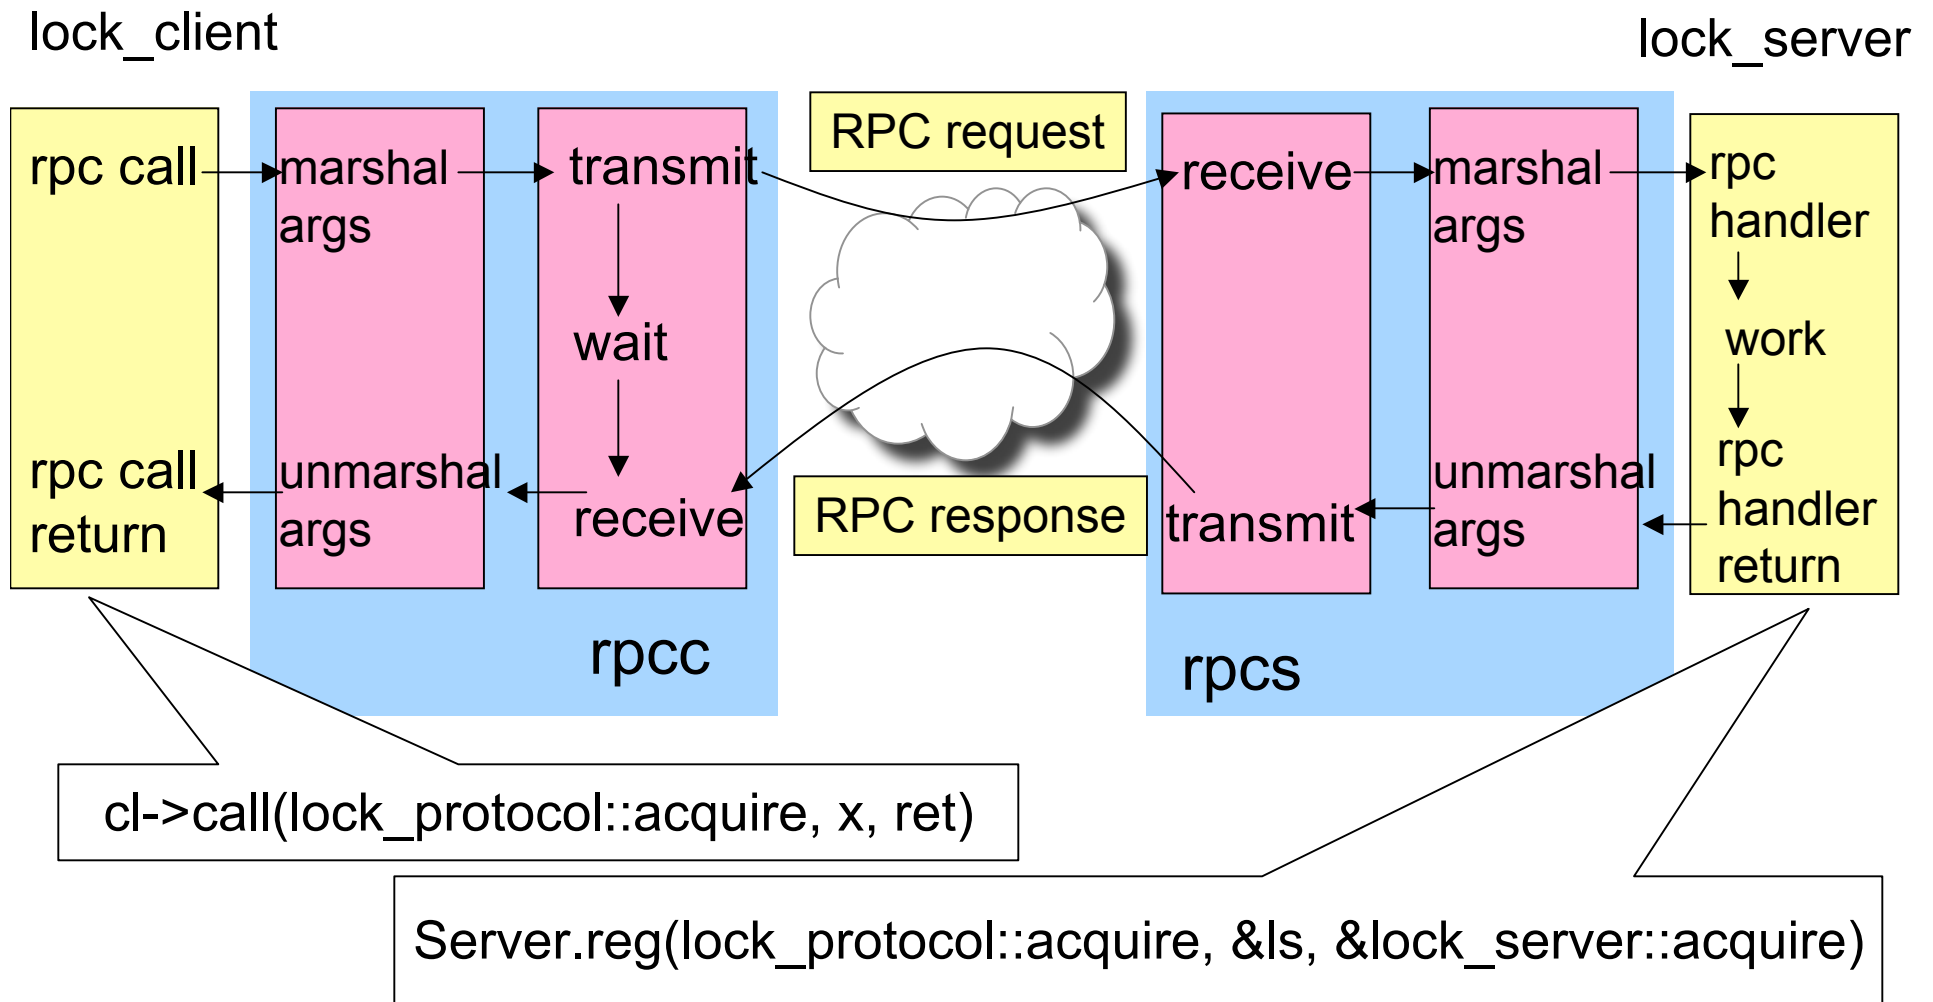 lock_client
lock_server
rpc call
marshal
args
transmit
wait
rpc call
return
unmarshal
args
receive
rpcc
RPC request
RPC response
receive
marshal
args
rpc
handler
work
transmit
unmarshal
args
rpc
handler
return
rpcs
cl->call(lock_protocol::acquire, x, ret)
Server.reg(lock_protocol::acquire, &ls, &lock_server::acquire)